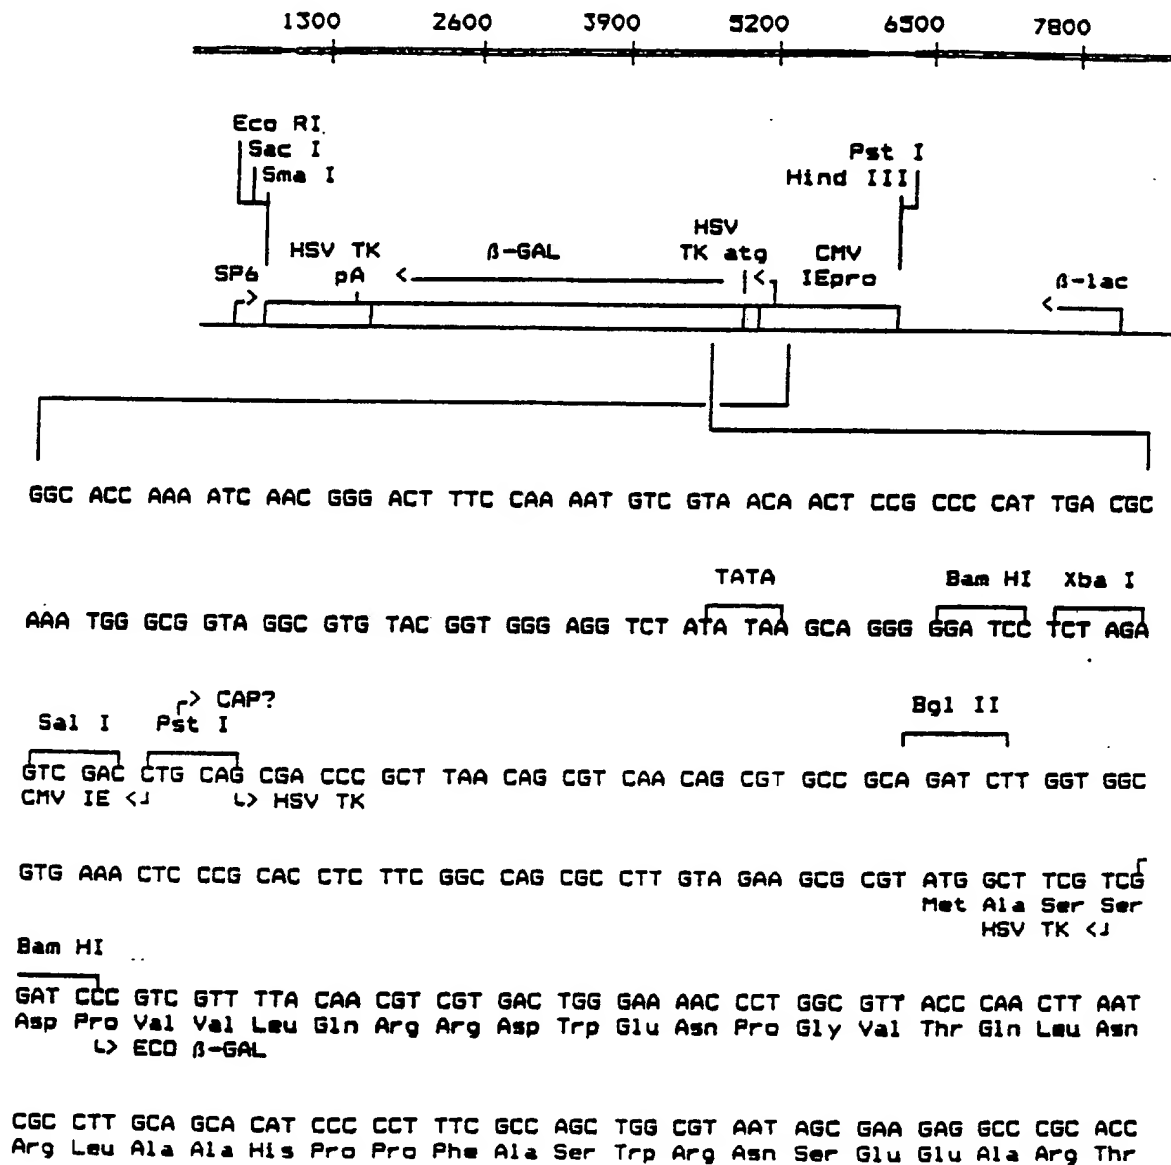 1300 2600 3900 5200 6500 7800
Eco RI
Sac I
Sma I
Pst I
Hind III
HSV TK pA
β-GAL
HSV TK atg
CMV IEpro
SP6
β-lac
GGC ACC AAA ATC AAC GGG ACT TTC CAA AAT GTC GTA ACA ACT CCG CCC CAT TGA CGC
TATA Bam HI Xba I
AAA TGG GCG GTA GGC GTG TAC GGT GGG AGG TCT ATA TAA GCA GGG GGA TCC TCT AGA
> CAP?
Sal I Pst I Bgl II
GTC GAC CTG CAG CGA CCC GCT TAA CAG CGT CAA CAG CGT GCC GCA GAT CTT GGT GGC
CMV IE < > HSV TK
GTG AAA CTC CCG CAC CTC TTC GGC CAG CGC CTT GTA GAA GCG CGT ATG GCT TCG TCG
Met Ala Ser Ser
HSV TK <
Bam HI
GAT CCC GTC GTT TTA CAA CGT CGT GAC TGG GAA AAC CCT GGC GTT ACC CAA CTT AAT
Asp Pro Val Val Leu Gln Arg Arg Asp Trp Glu Asn Pro Gly Val Thr Gln Leu Asn
> ECO β-GAL
CGC CTT GCA GCA CAT CCC CCT TTC GCC AGC TGG CGT AAT AGC GAA GAG GCC CGC ACC
Arg Leu Ala Ala His Pro Pro Phe Ala Ser Trp Arg Asn Ser Glu Glu Ala Arg Thr